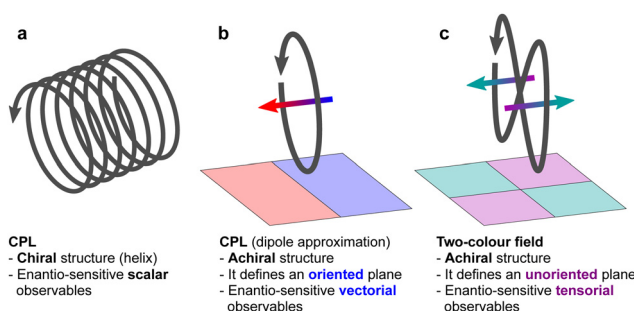 a
b
c
CPL
- Chiral structure (helix)
- Enantio-sensitive scalar
observables
CPL (dipole approximation)
- Achiral structure
- It defines an oriented plane
- Enantio-sensitive vectorial
observables
Two-colour field
- Achiral structure
- It defines an unoriented plane
- Enantio-sensitive tensorial
observables